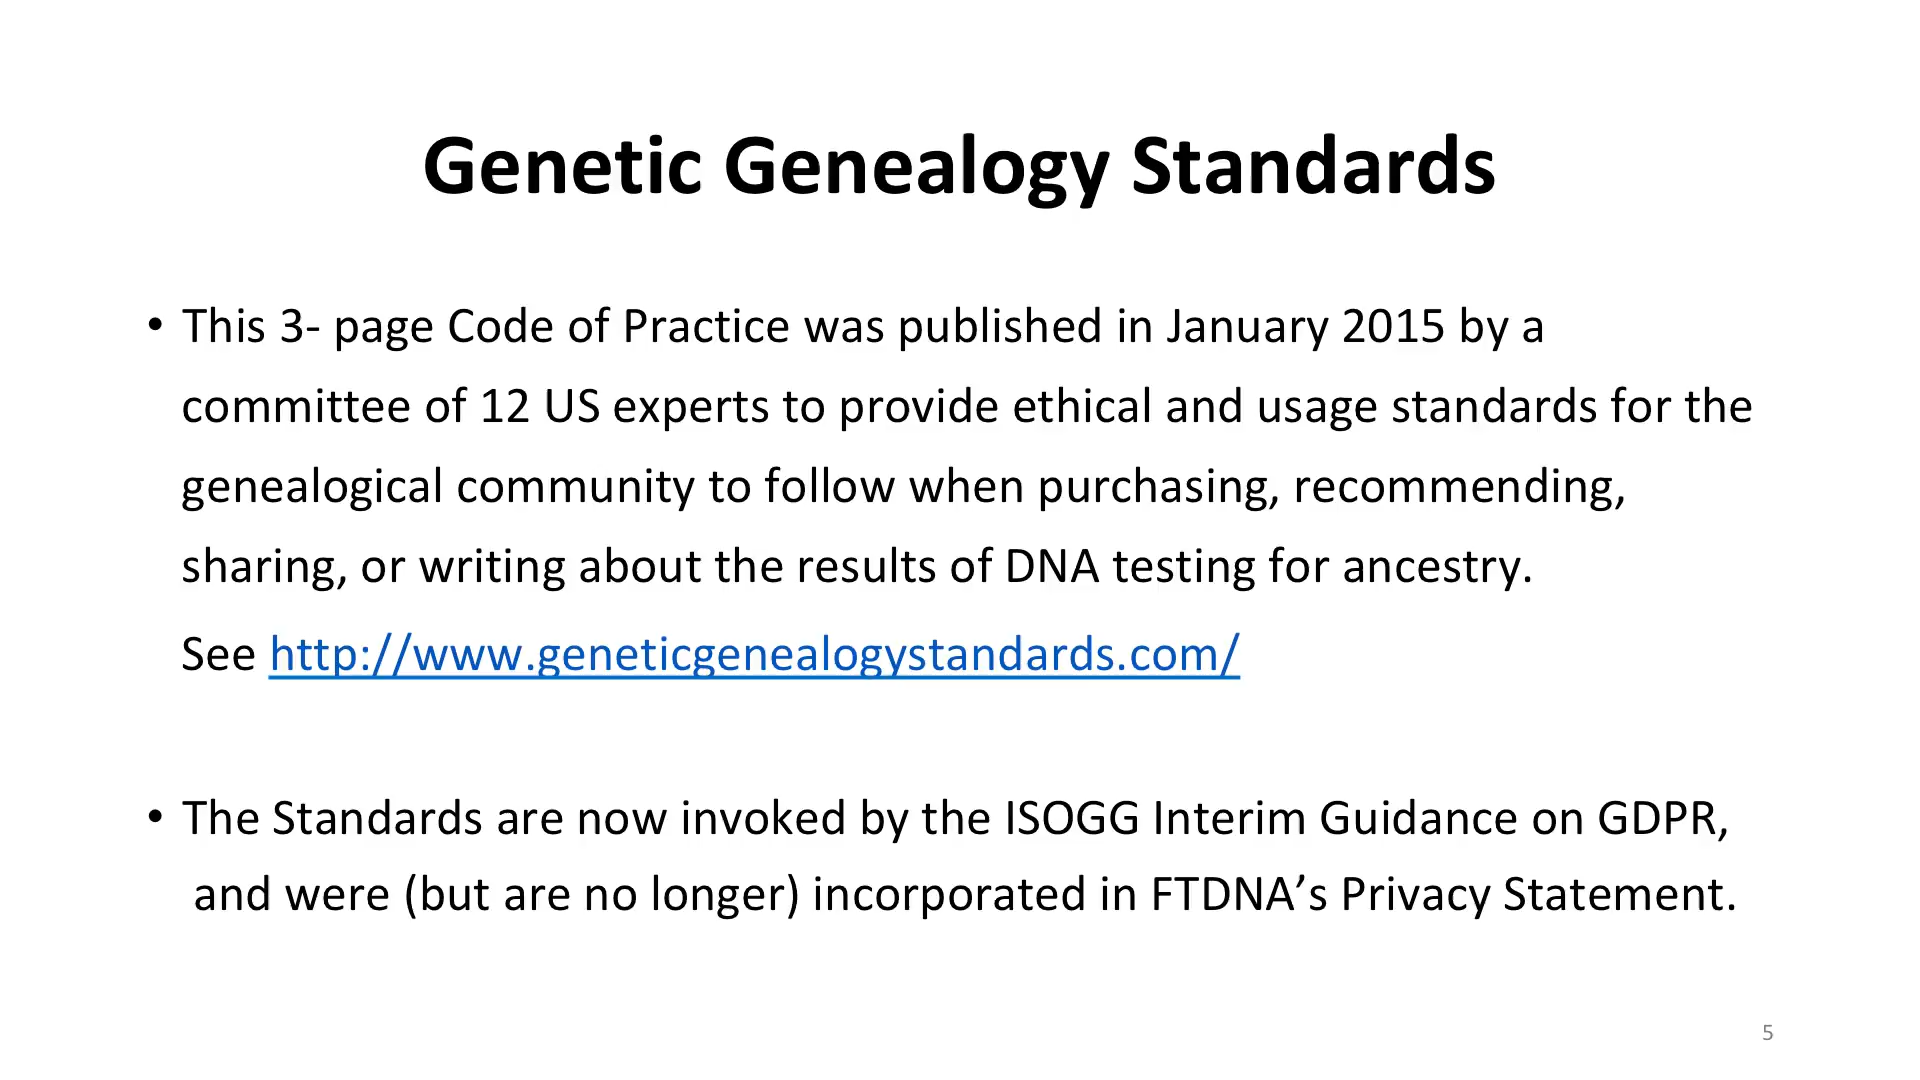 Genetic Genealogy Standards
• This 3- page Code of Practice was published in January 2015 by a
committee of 12 US experts to provide ethical and usage standards for the
genealogical community to follow when purchasing, recommending,
sharing, or writing about the results of DNA testing for ancestry.
See http://www.geneticgenealogystandards.com/
• The Standards are now invoked by the ISOGG Interim Guidance on GDPR,
and were (but are no longer) incorporated in FTDNA’s Privacy Statement.
5